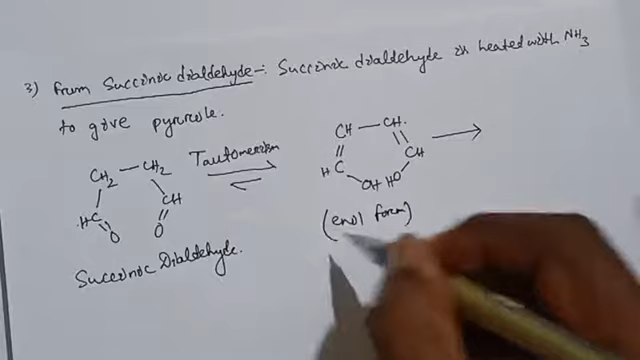 3) From Succinic dialdehyde :- Succinic dialdehyde is heated with NH3
to give pyrrole.
CH2 — CH2
HC
CH
O
O
Succinic Dialdehyde.
Tautomerism
CH — CH
HC
CH
OH HO
(enol form)